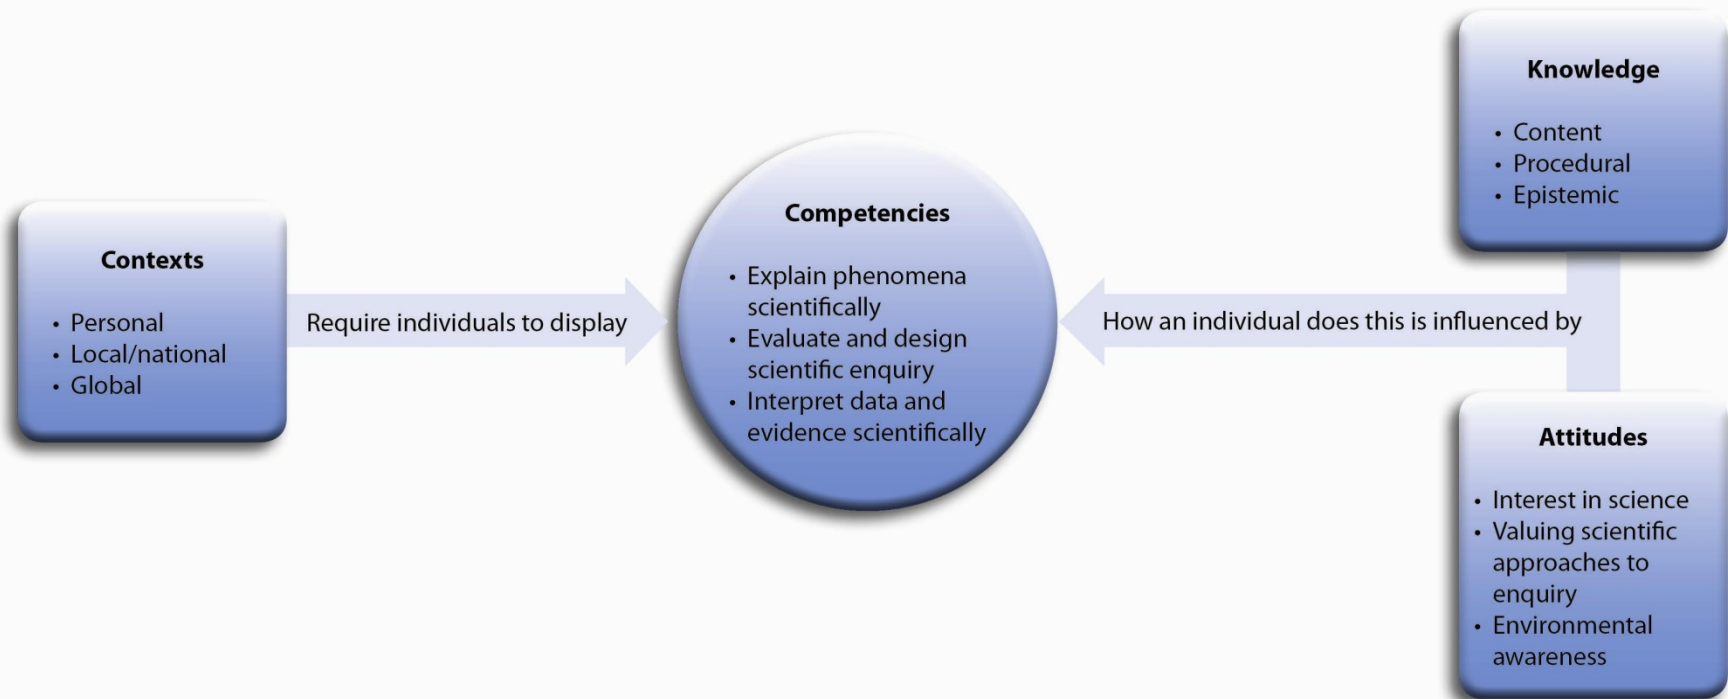 Contexts
• Personal
• Local/national
• Global
Require individuals to display
Competencies
• Explain phenomena
scientifically
• Evaluate and design
scientific enquiry
• Interpret data and
evidence scientifically
How an individual does this is influenced by
Knowledge
• Content
• Procedural
• Epistemic
Attitudes
• Interest in science
• Valuing scientific
approaches to
enquiry
• Environmental
awareness